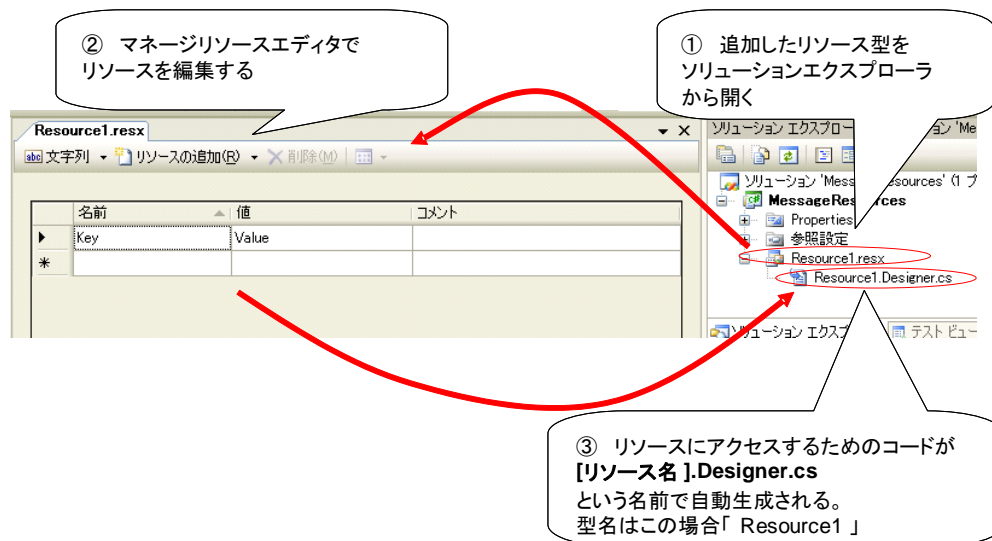 ② マネージリソースエディタで
リソースを編集する
① 追加したリソース型を
ソリューションエクスプローラ
から開く
Resource1.resx
文字列 リソースの追加(R) 削除(M)
名前 値 コメント
Key Value
ソリューション エクスプロー
ソリューション 'Mess
MessageRes
Properties
参照設定
Resource1.resx
Resource1.Designer.cs
ソリューション エクスプ テスト ビュー
③ リソースにアクセスするためのコードが
[リソース名 ].Designer.cs
という名前で自動生成される。
型名はこの場合「 Resource1 」